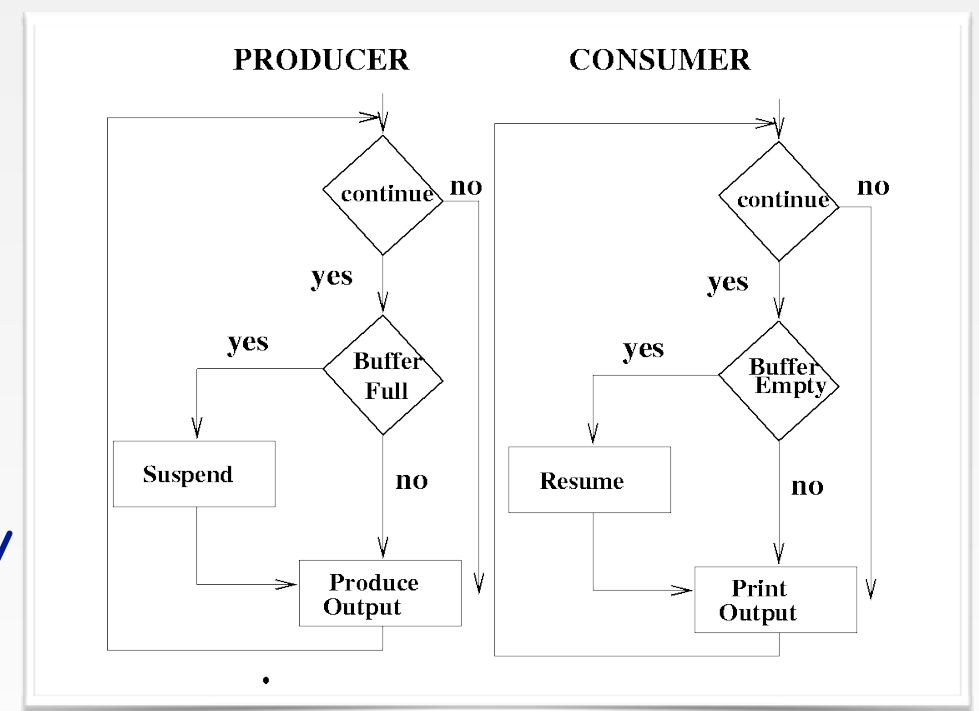 PRODUCER
continue
no
yes
Buffer
Full
yes
Suspend
no
Produce
Output
CONSUMER
continue
no
yes
Buffer
Empty
yes
Resume
no
Print
Output